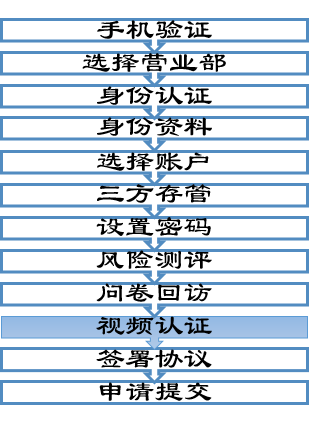 手机验证
选择营业部
身份认证
身份资料
选择账户
三方存管
设置密码
风险测评
问卷回访
视频认证
签署协议
申请提交